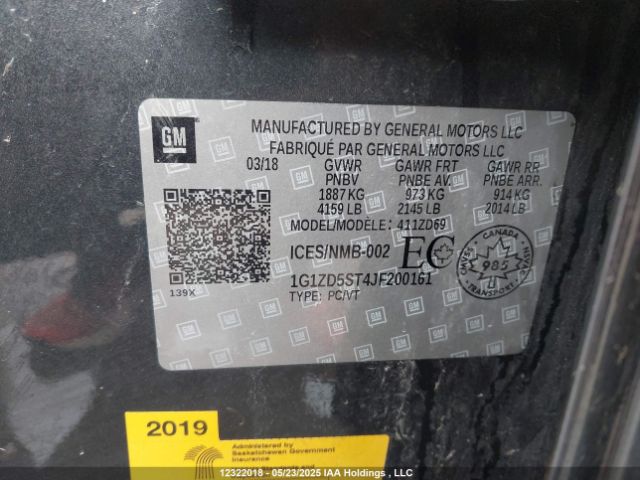 GM
MANUFACTURED BY GENERAL MOTORS LLC
FABRIQUÉ PAR GENERAL MOTORS LLC
03/18 GVWR GAWR FRT GAWR RR
PNBV PNBE AV. PNBE ARR.
1887 KG 973 KG 914 KG
4159 LB 2145 LB 2014 LB
MODEL/MODÈLE: 411ZD69
ICES/NMB-002 EC
CANADA
985
TRANSPORT
1G1ZD5ST4JF200161
TYPE: PC/VT
139X
2019
Administered by
Saskatchewan Government
Insurance
12322018 - 05/23/2025 IAA Holdings , LLC